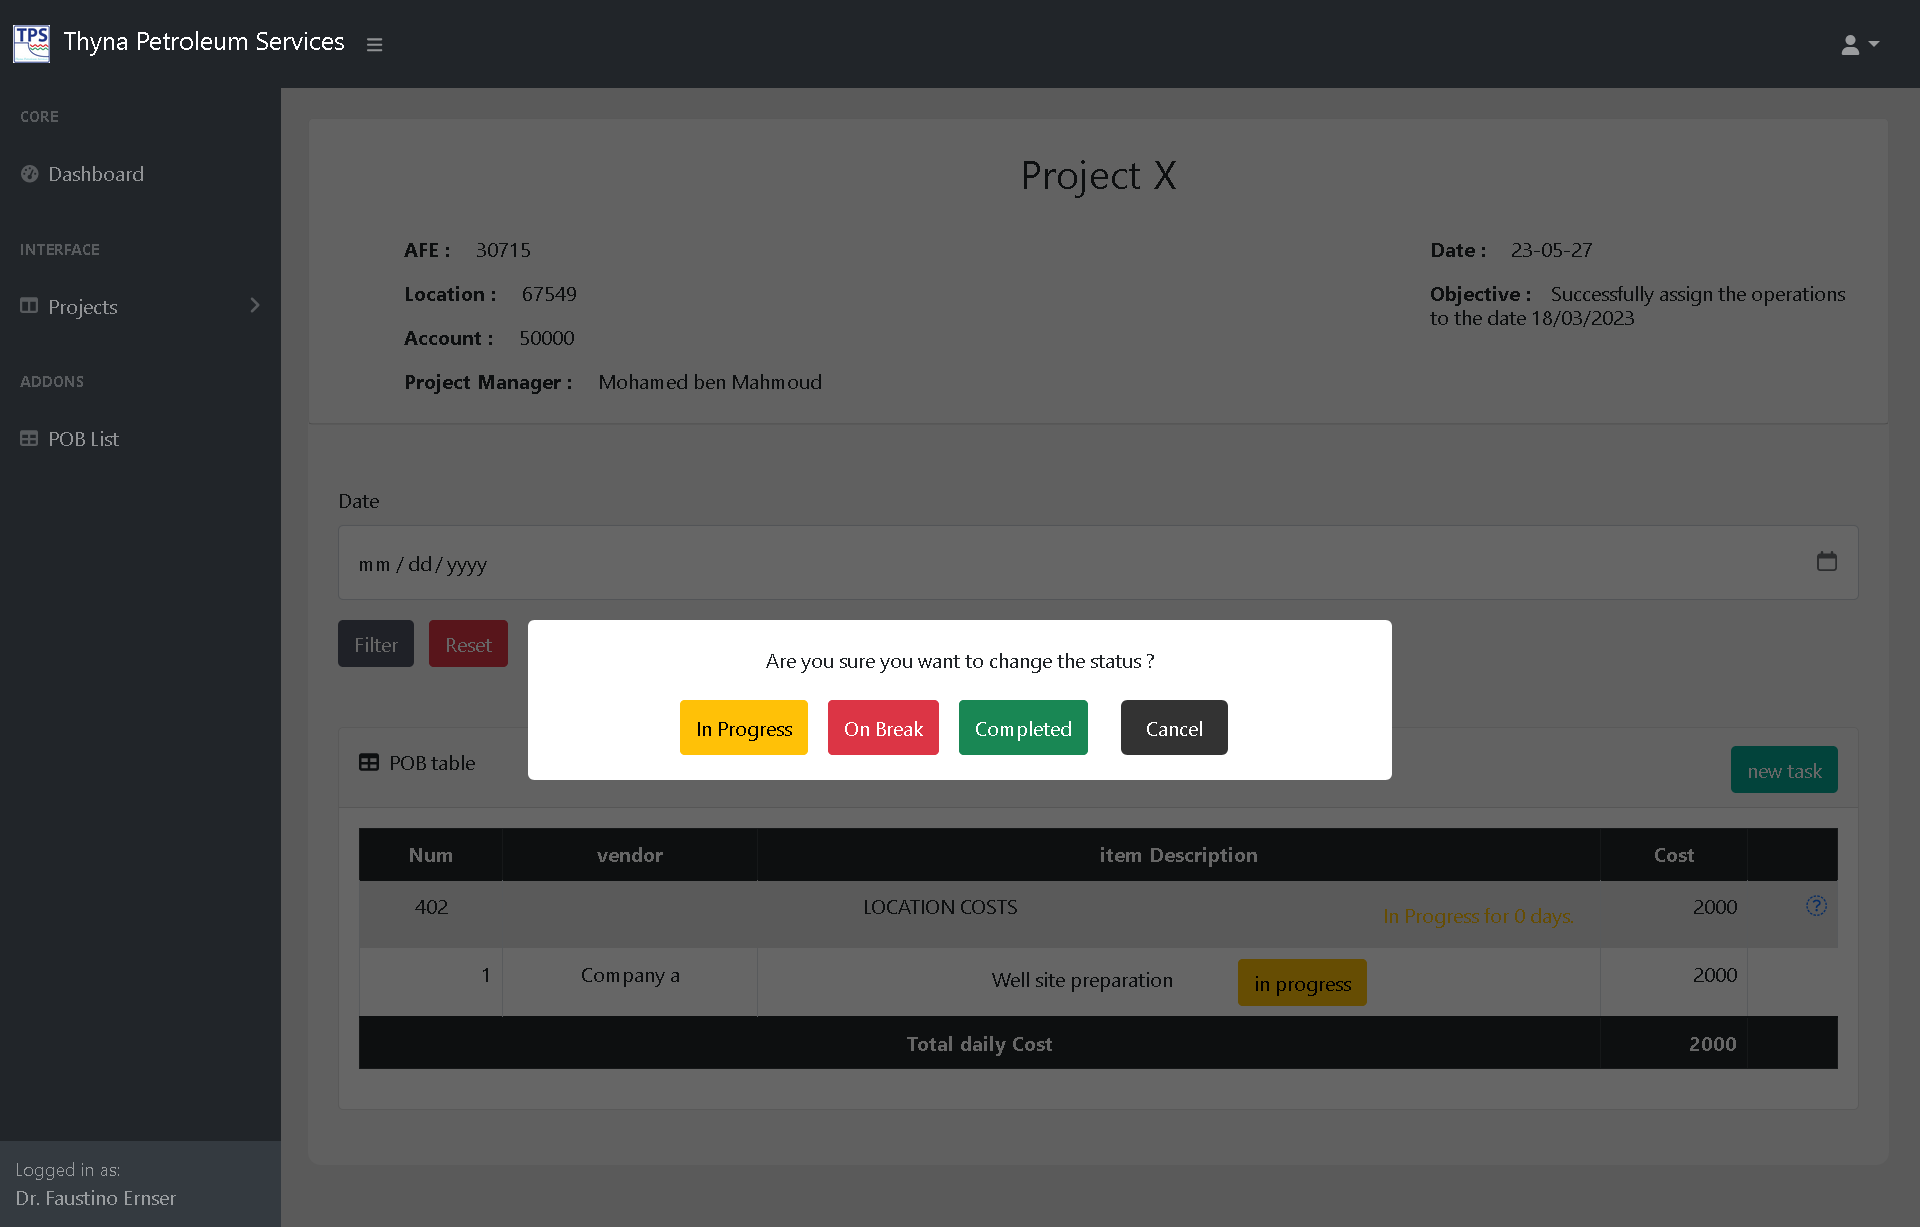 TPS
Thyna Petroleum Services
CORE
Dashboard
INTERFACE
Projects
ADDONS
POB List
Logged in as:
Dr. Faustino Ernser
Project X
AFE : 30715
Location : 67549
Account : 50000
Project Manager : Mohamed ben Mahmoud
Date : 23-05-27
Objective : Successfully assign the operations
to the date 18/03/2023
Date
mm/dd/yyyy
Filter Reset
Are you sure you want to change the status ?
In Progress On Break Completed Cancel
POB table
new task
Num vendor item Description Cost
402 LOCATION COSTS In Progress for 0 days. 2000
1 Company a Well site preparation in progress 2000
Total daily Cost 2000